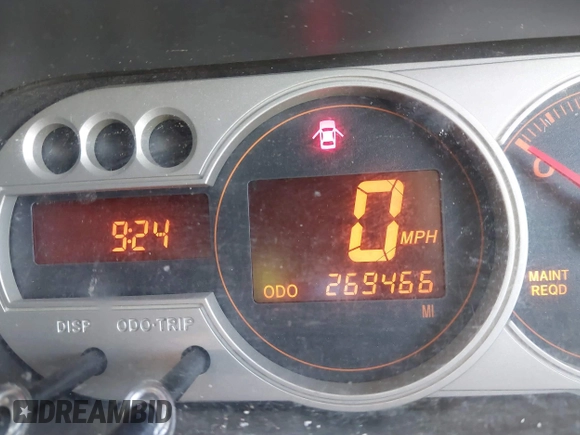 9:24
0 MPH
ODO 269466
MI
MAINT
REQD
DISP ODO·TRIP
DREAMBID